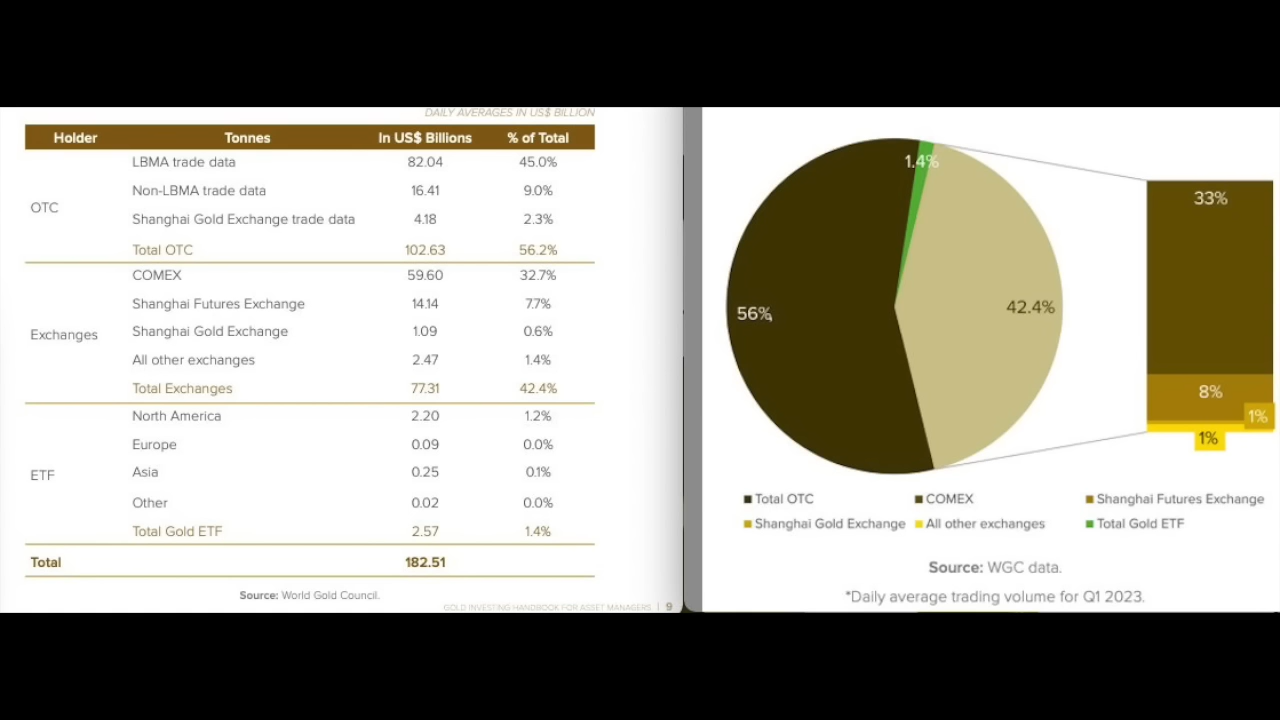 DAILY AVERAGES IN US$ BILLION
Holder Tonnes In US$ Billions % of Total
LBMA trade data 82.04 45.0%
Non-LBMA trade data 16.41 9.0%
OTC
Shanghai Gold Exchange trade data 4.18 2.3%
Total OTC 102.63 56.2%
COMEX 59.60 32.7%
Shanghai Futures Exchange 14.14 7.7%
Exchanges
Shanghai Gold Exchange 1.09 0.6%
All other exchanges 2.47 1.4%
Total Exchanges 77.31 42.4%
North America 2.20 1.2%
Europe 0.09 0.0%
ETF
Asia 0.25 0.1%
Other 0.02 0.0%
Total Gold ETF 2.57 1.4%
Total 182.51
Source: World Gold Council.
GOLD INVESTING HANDBOOK FOR ASSET MANAGERS | 9
1.4%
56%
42.4%
33%
8%
1%
1%
Total OTC COMEX Shanghai Futures Exchange
Shanghai Gold Exchange All other exchanges Total Gold ETF
Source: WGC data.
*Daily average trading volume for Q1 2023.